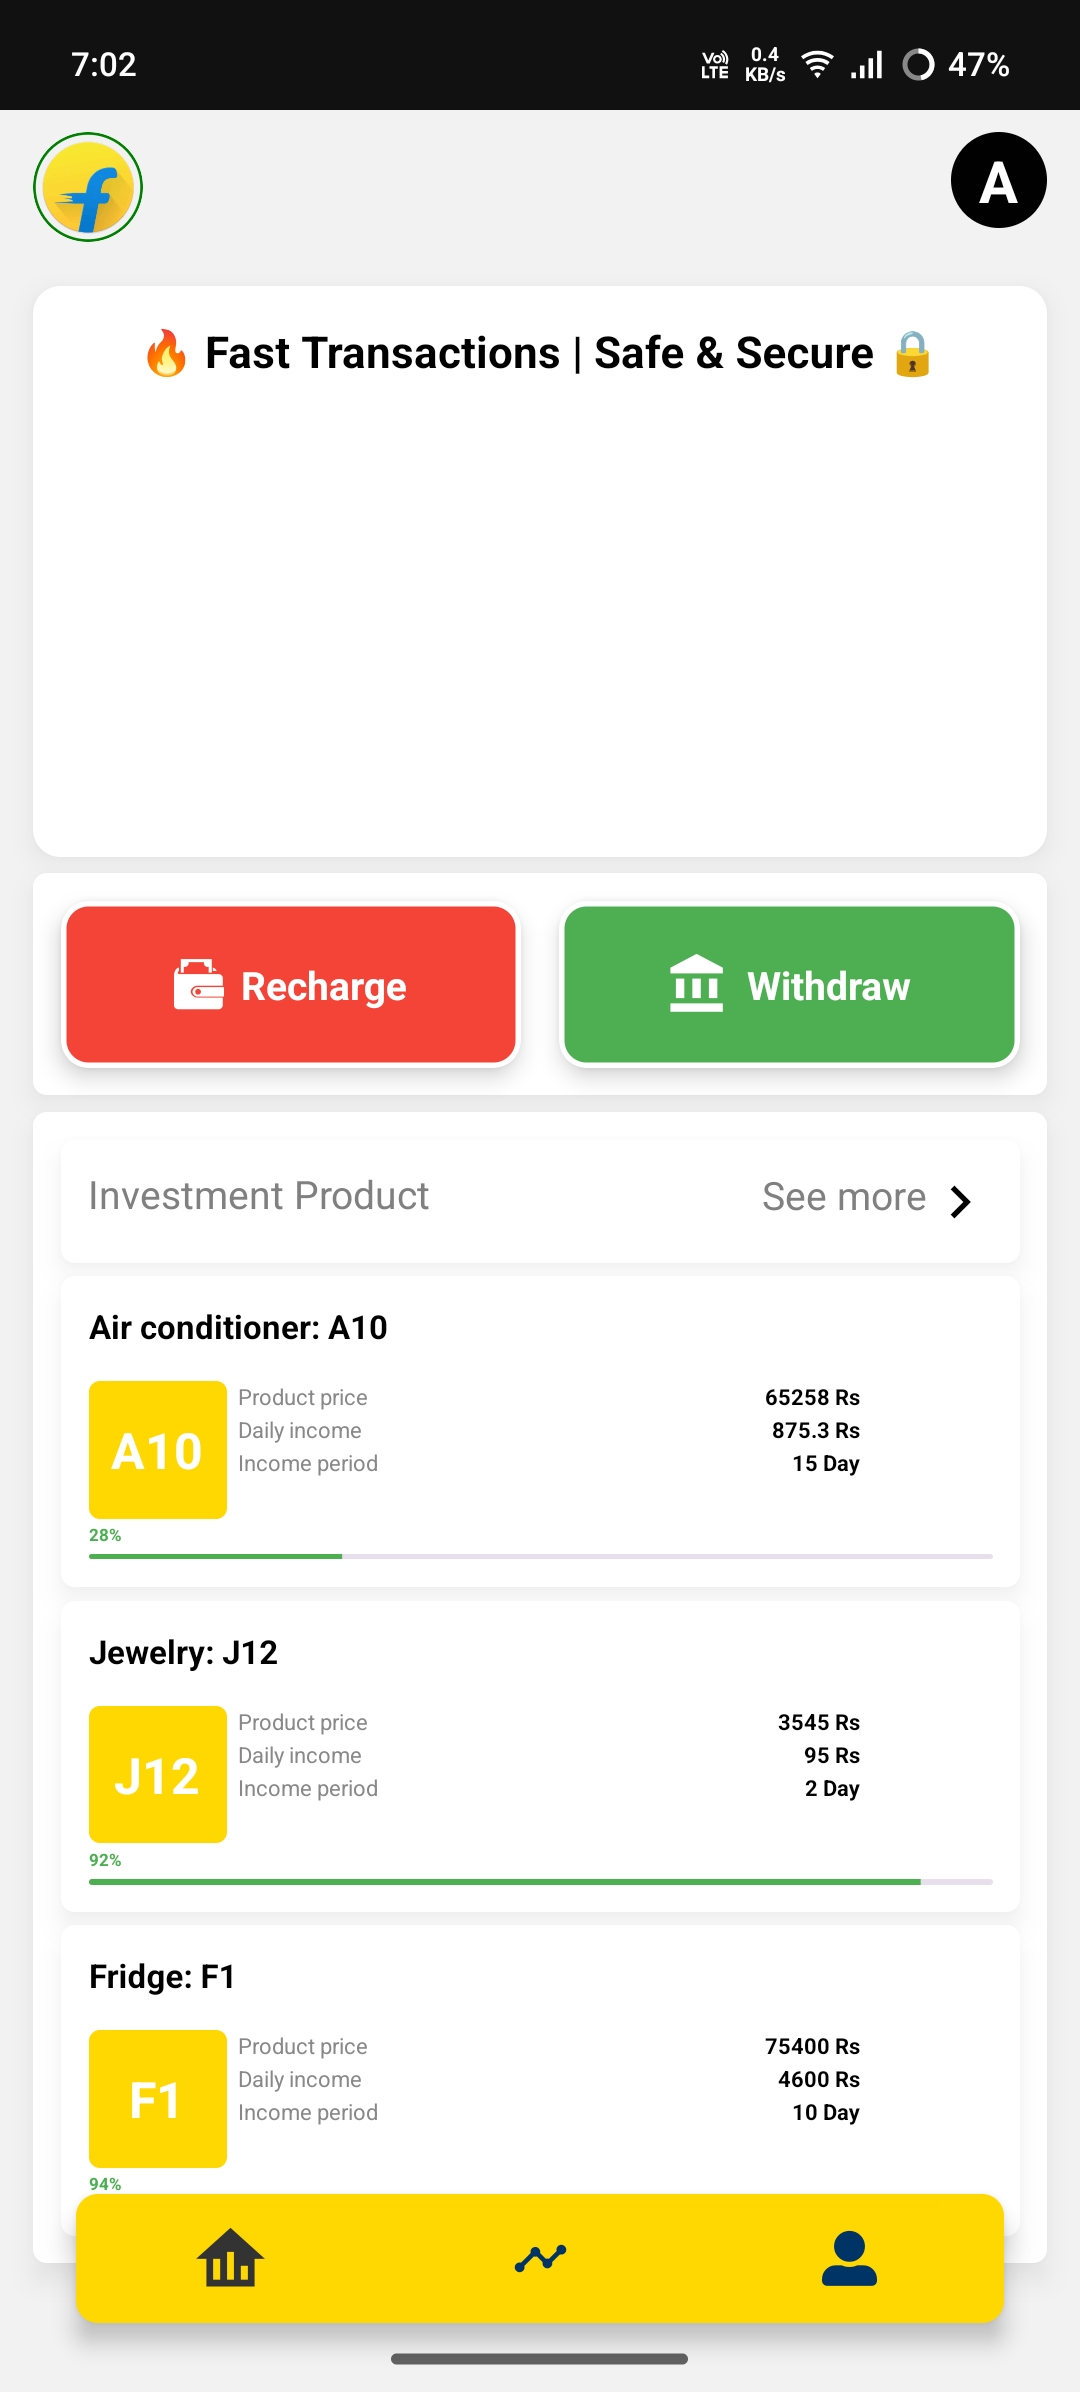 7:02 VoLTE 0.4 KB/s 47%
f A
🔥 Fast Transactions | Safe & Secure 🔒
Recharge Withdraw
Investment Product See more
Air conditioner: A10
A10
Product price 65258 Rs
Daily income 875.3 Rs
Income period 15 Day
28%
Jewelry: J12
J12
Product price 3545 Rs
Daily income 95 Rs
Income period 2 Day
92%
Fridge: F1
F1
Product price 75400 Rs
Daily income 4600 Rs
Income period 10 Day
94%